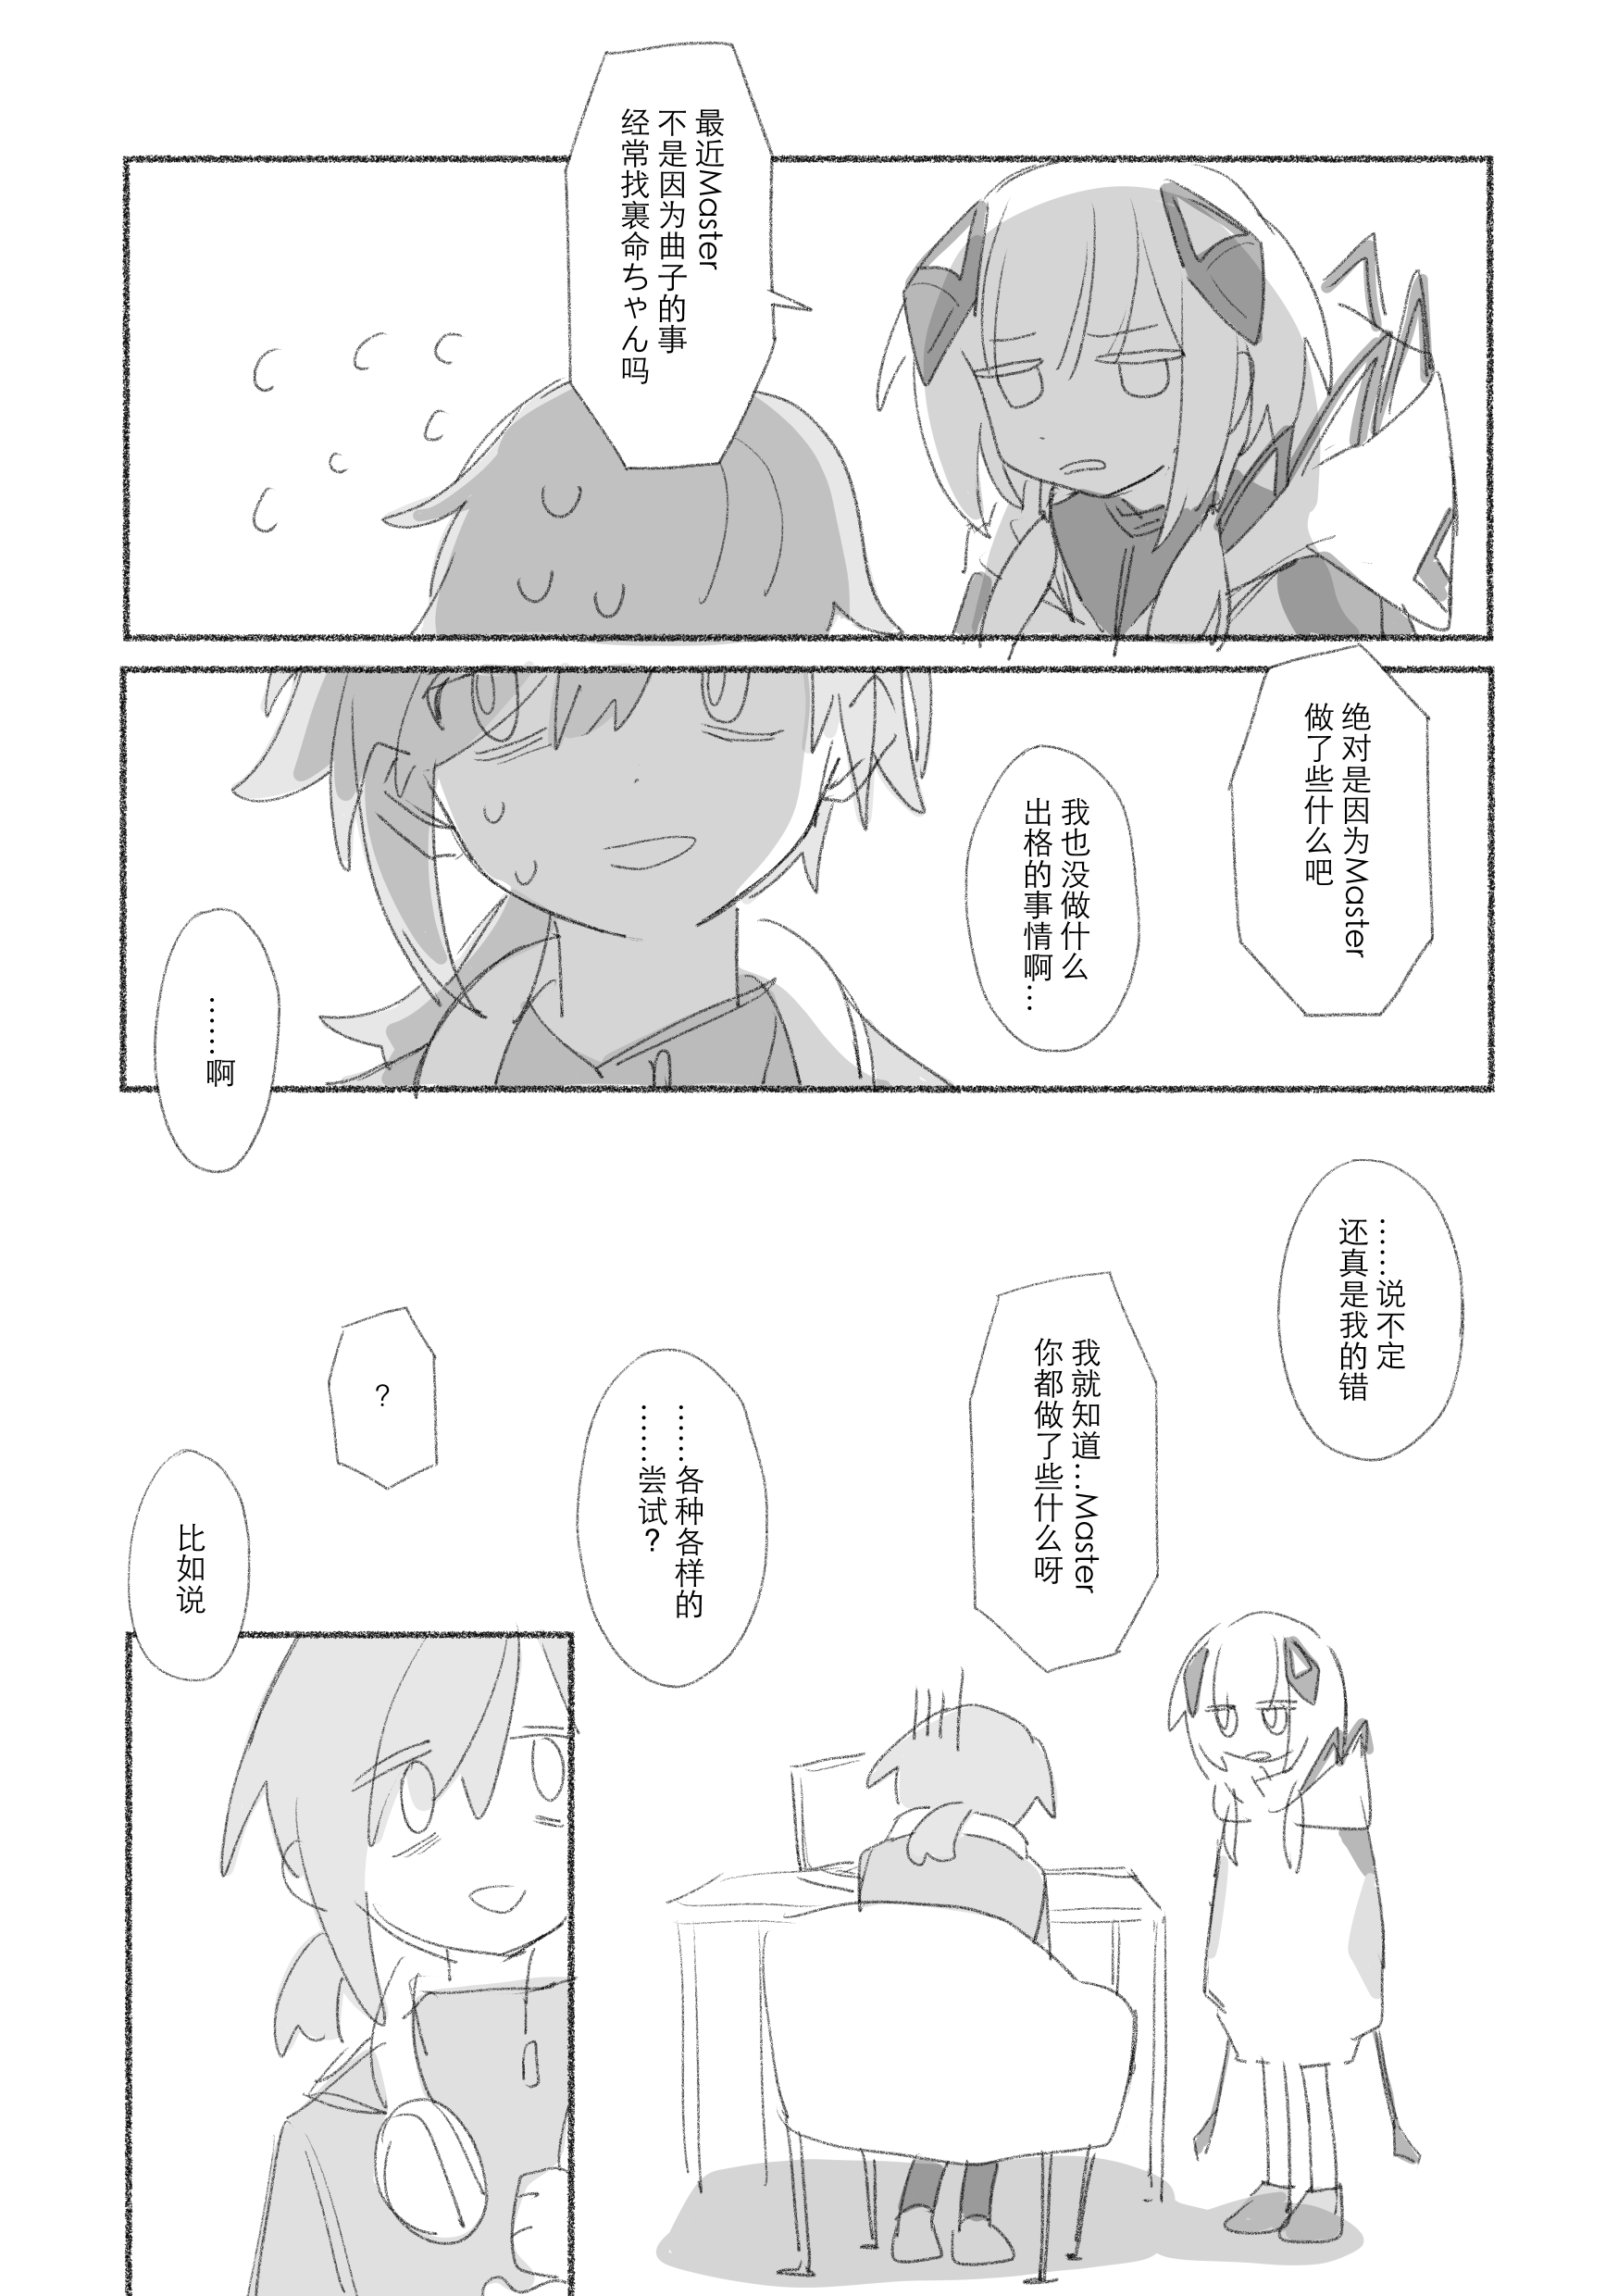 最近Master
不是因为曲子的事
经常找裏命ちゃん吗
绝对是因为Master
做了些什么吧
我也没做什么
出格的事情啊…
……啊
……说不定
还真是我的错
我就知道…Master
你都做了些什么呀
……各种各样的
……尝试？
？
比如说